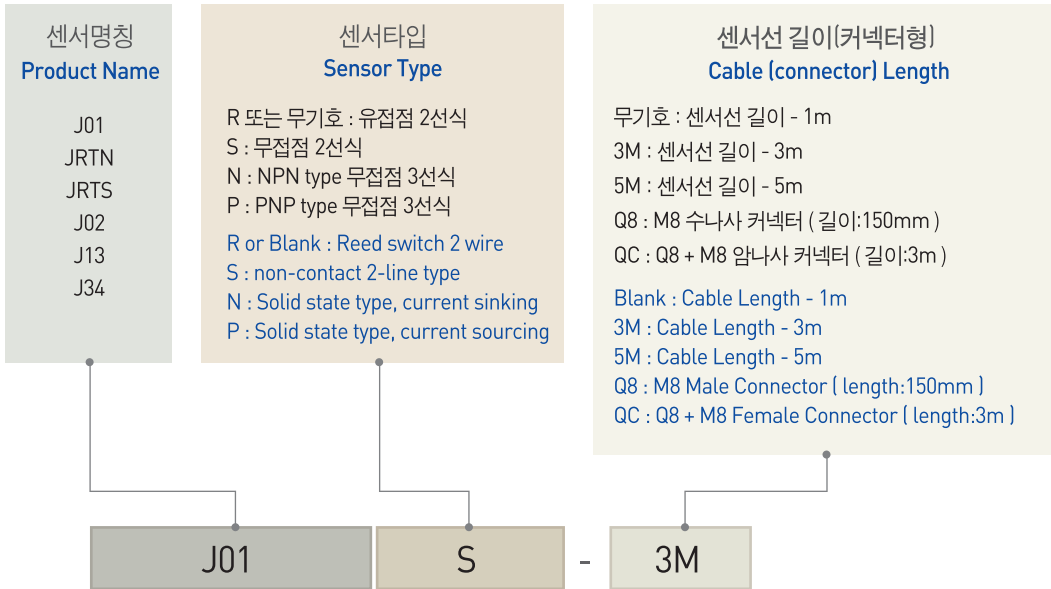 센서명칭
Product Name
J01
JRTN
JRTS
J02
J13
J34
센서타입
Sensor Type
R 또는 무기호 : 유접점 2선식
S : 무접점 2선식
N : NPN type 무접점 3선식
P : PNP type 무접점 3선식
R or Blank : Reed switch 2 wire
S : non-contact 2-line type
N : Solid state type, current sinking
P : Solid state type, current sourcing
센서선 길이(커넥터형)
Cable (connector) Length
무기호 : 센서선 길이 - 1m
3M : 센서선 길이 - 3m
5M : 센서선 길이 - 5m
Q8 : M8 수나사 커넥터 ( 길이:150mm )
QC : Q8 + M8 암나사 커넥터 ( 길이:3m )
Blank : Cable Length - 1m
3M : Cable Length - 3m
5M : Cable Length - 5m
Q8 : M8 Male Connector ( length:150mm )
QC : Q8 + M8 Female Connector ( length:3m )
J01 S - 3M